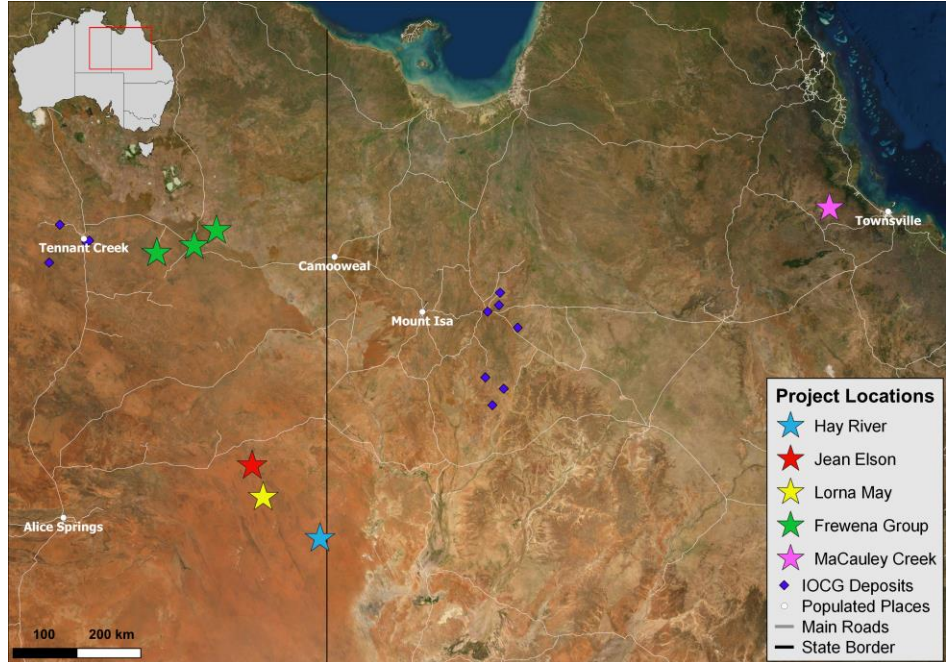 Tennant Creek
Camooweal
Mount Isa
Townsville
Alice Springs
Project Locations
Hay River
Jean Elson
Lorna May
Frewena Group
MaCauley Creek
IOCG Deposits
Populated Places
Main Roads
State Border
100 200 km